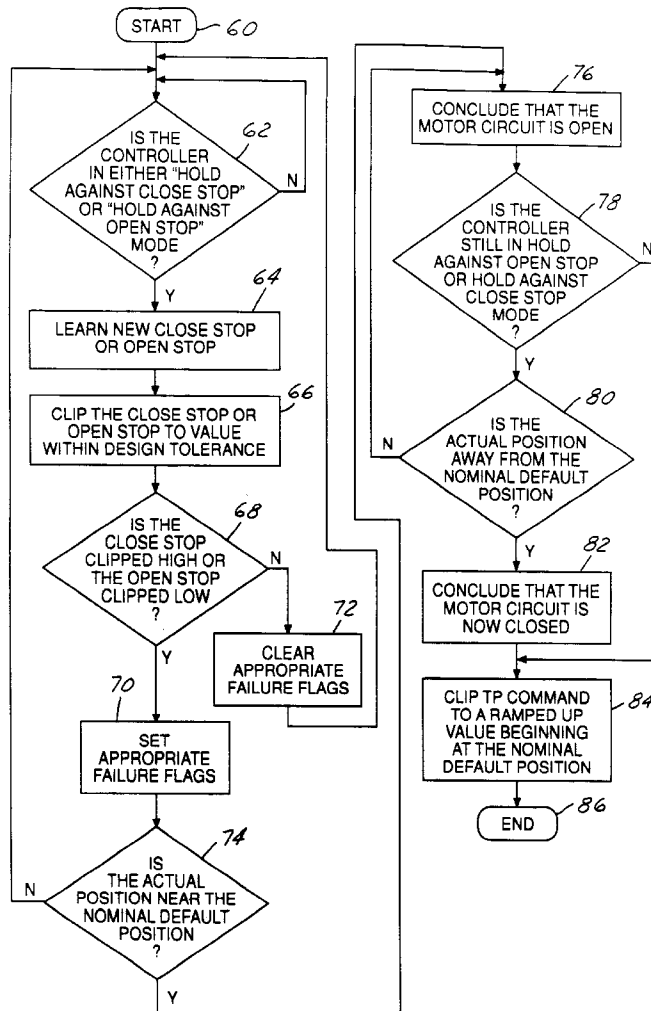 START
60
IS THE
CONTROLLER
IN EITHER "HOLD
AGAINST CLOSE STOP"
OR "HOLD AGAINST
OPEN STOP"
MODE
?
62
N
Y
64
LEARN NEW CLOSE STOP
OR OPEN STOP
66
CLIP THE CLOSE STOP OR
OPEN STOP TO VALUE
WITHIN DESIGN TOLERANCE
68
IS THE
CLOSE STOP
CLIPPED HIGH OR
THE OPEN STOP
CLIPPED LOW
?
N
Y
72
CLEAR
APPROPRIATE
FAILURE FLAGS
70
SET
APPROPRIATE
FAILURE FLAGS
74
IS
THE ACTUAL
POSITION NEAR THE
NOMINAL DEFAULT
POSITION
?
N
Y
76
CONCLUDE THAT THE
MOTOR CIRCUIT IS OPEN
78
IS THE
CONTROLLER
STILL IN HOLD
AGAINST OPEN STOP
OR HOLD AGAINST
CLOSE STOP
MODE
?
N
Y
80
IS THE
ACTUAL POSITION
AWAY FROM THE
NOMINAL DEFAULT
POSITION
?
N
Y
82
CONCLUDE THAT THE
MOTOR CIRCUIT IS
NOW CLOSED
84
CLIP TP COMMAND
TO A RAMPED UP
VALUE BEGINNING
AT THE NOMINAL
DEFAULT POSITION
END
86